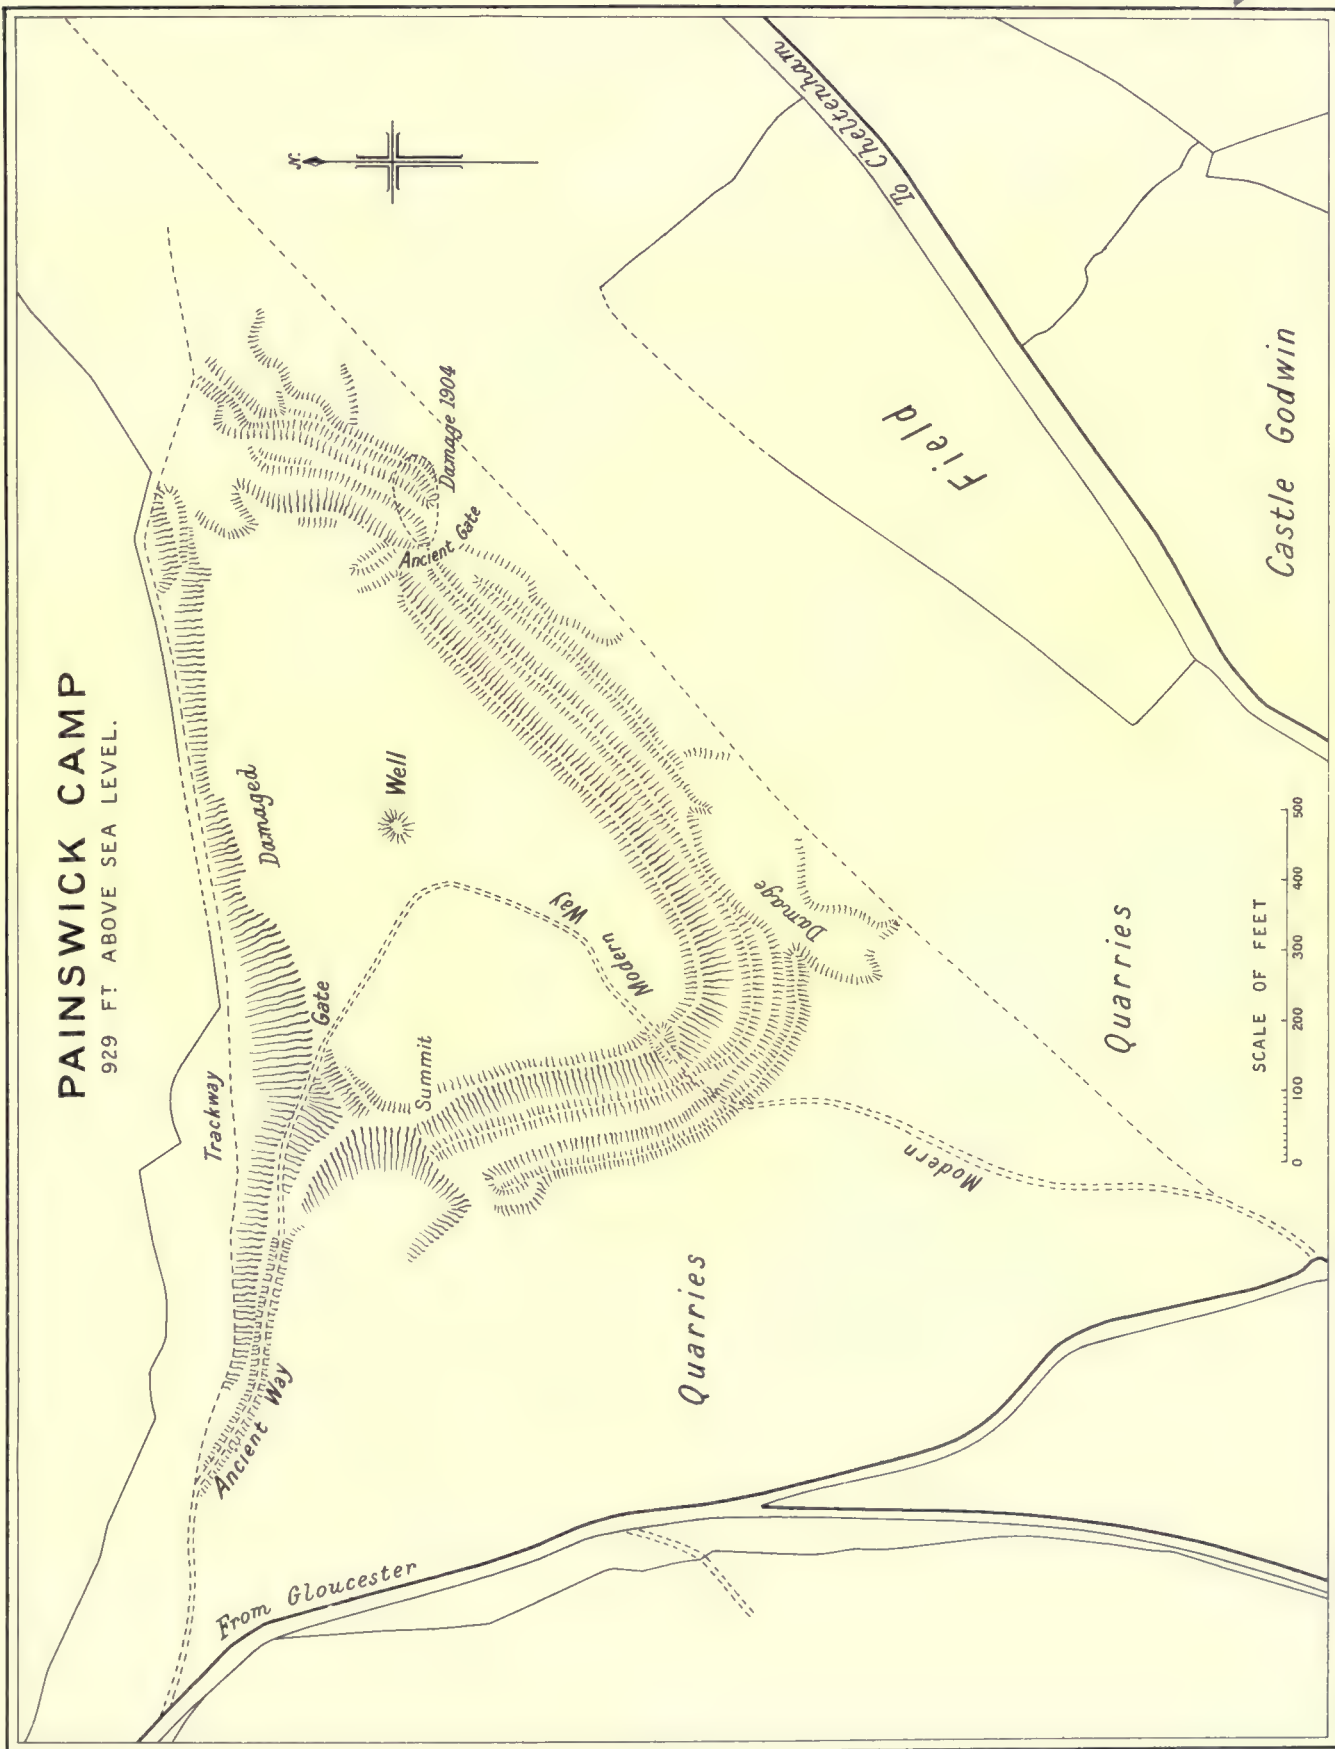 PAINSWICK CAMP
929 FT ABOVE SEA LEVEL.
N.
Trackway
Damaged
Ancient Way
Gate
Well
Summit
Ancient Gate
Damage 1904
From Gloucester
Modern
Way
Damage
Modern
Quarries
Quarries
Field
To Cheltenham
Castle Godwin
SCALE OF FEET
0 100 200 300 400 500